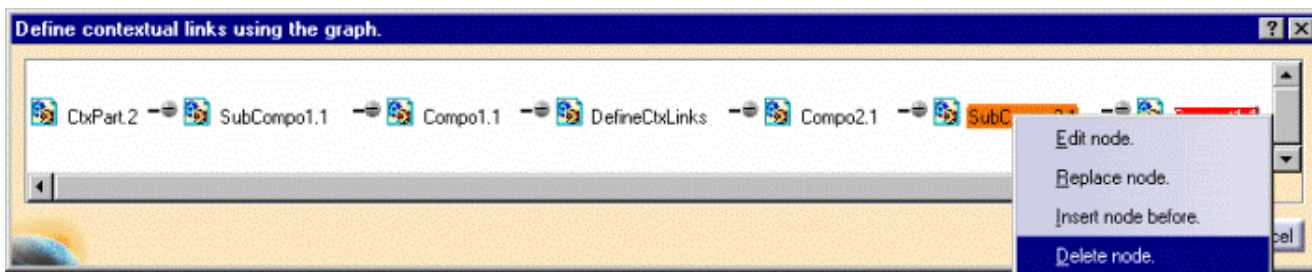 Define contextual links using the graph.
CtxPart.2 SubCompo1.1 Compo1.1 DefineCtxLinks Compo2.1
Edit node.
Replace node.
Insert node before.
Delete node.